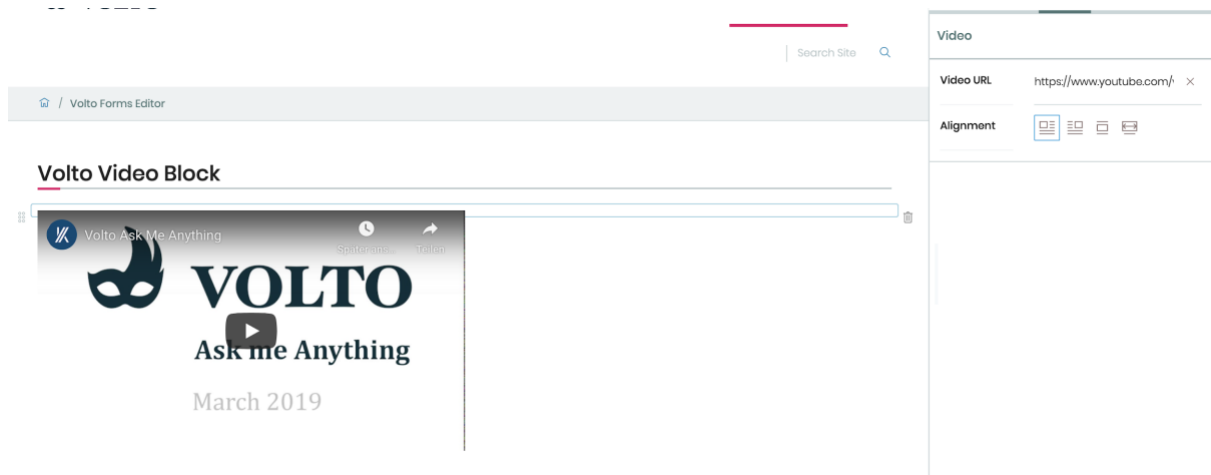 Search Site
/ Volto Forms Editor
Volto Video Block
Volto Ask Me Anything
Später ans...
Teilen
VOLTO
Ask me Anything
March 2019
Video
Video URL
https://www.youtube.com/
Alignment